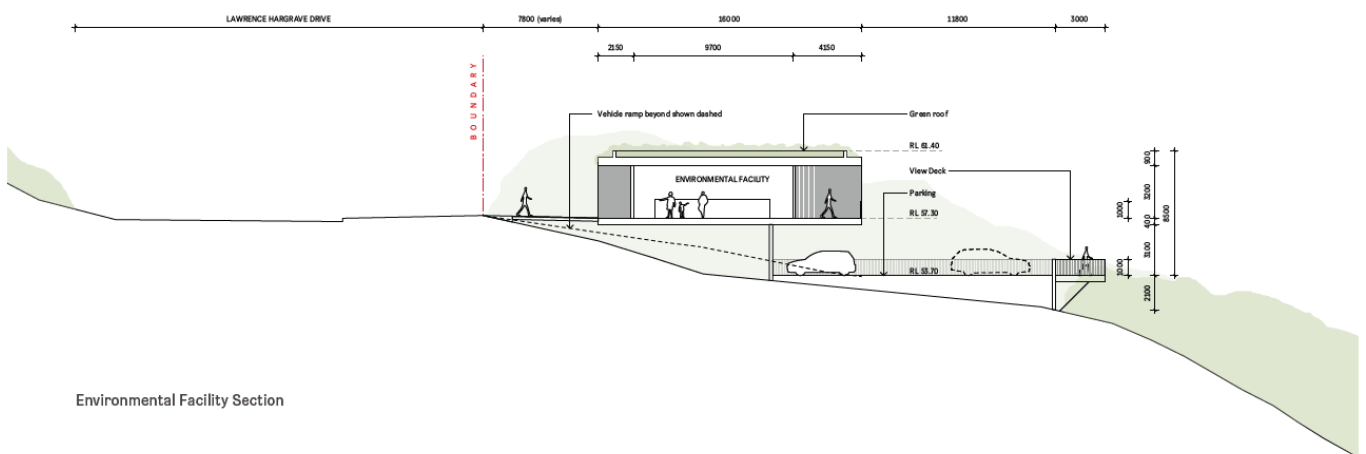 LAWRENCE HARGRAVE DRIVE
7800 (varies)
16000
11800
3000
2150
9700
4150
BOUNDARY
Vehicle ramp beyond shown dashed
Green roof
RL 61.40
900
ENVIRONMENTAL FACILITY
View Deck
3200
Parking
1000
8500
RL 57.30
400
3100
RL 53.70
1000
2100
Environmental Facility Section